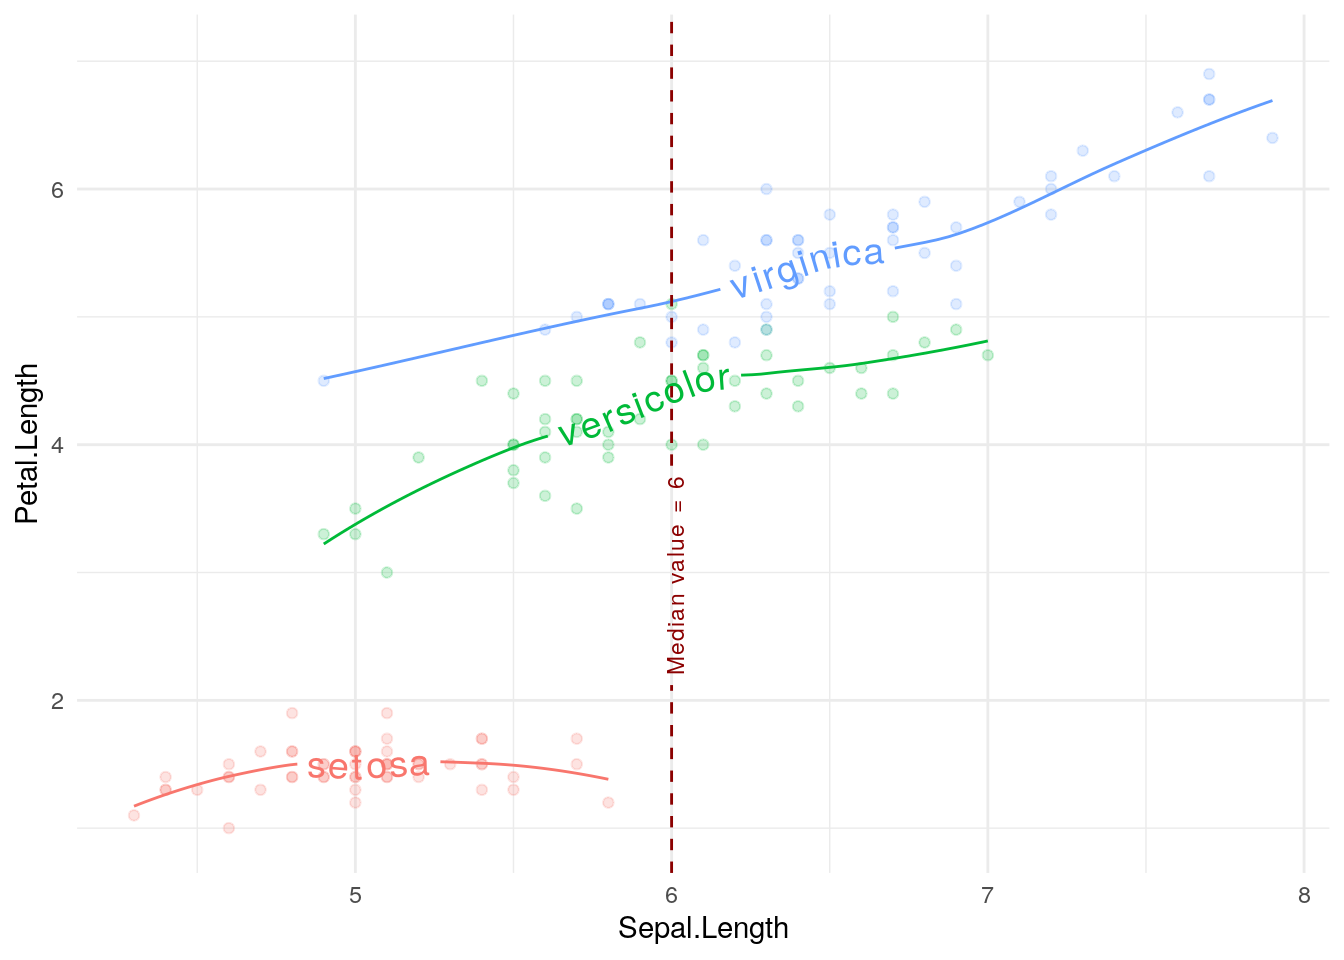 6
4
2
Petal.Length
virginica
versicolor
Median value = 6
setosa
5
6
7
8
Sepal.Length